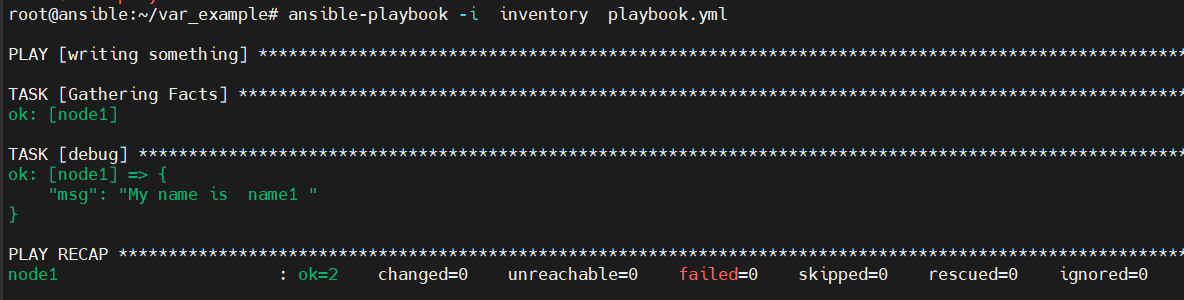 root@ansible:~/var_example# ansible-playbook -i  inventory  playbook.yml
PLAY [writing something] *********************************************************************************************
TASK [Gathering Facts] ***********************************************************************************************
ok: [node1]
TASK [debug] *********************************************************************************************************
ok: [node1] => {
    "msg": "My name is  name1 "
}
PLAY RECAP ***********************************************************************************************************
node1                      : ok=2    changed=0    unreachable=0    failed=0    skipped=0    rescued=0    ignored=0